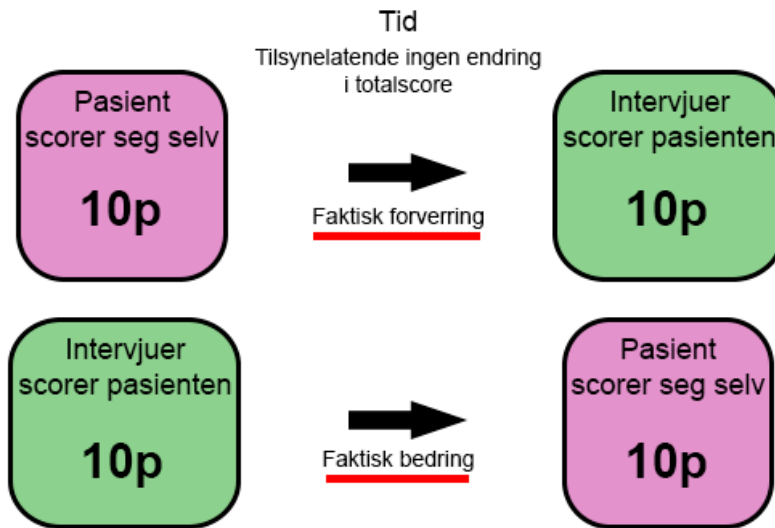 Tid
Tilsynelatende ingen endring
i totalscore
Pasient
scorer seg selv
10p
Faktisk forverring
Intervjuer
scorer pasienten
10p
Intervjuer
scorer pasienten
10p
Faktisk bedring
Pasient
scorer seg selv
10p